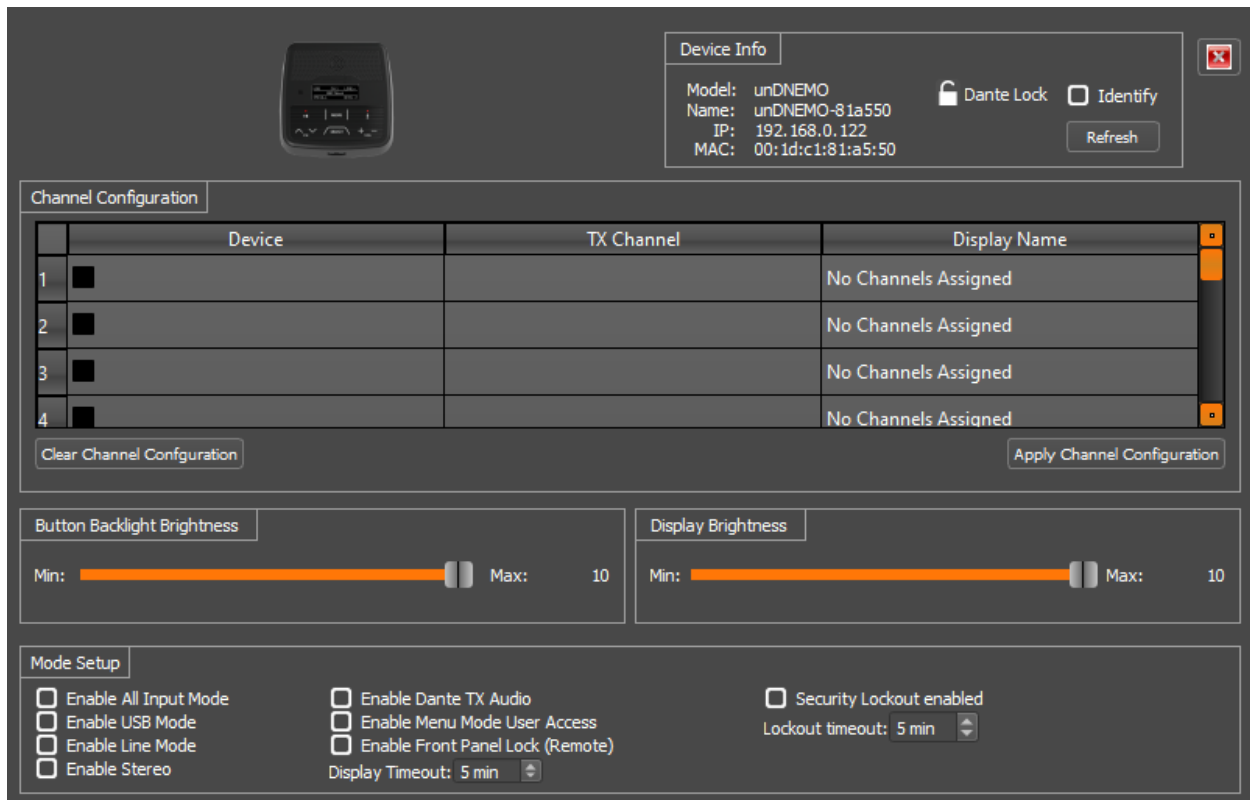 Device Info
Model: unDNEMO
Name: unDNEMO-81a550
IP: 192.168.0.122
MAC: 00:1d:c1:81:a5:50
Dante Lock
Identify
Refresh
Channel Configuration
Device TX Channel Display Name
1 No Channels Assigned
2 No Channels Assigned
3 No Channels Assigned
4 No Channels Assigned
Clear Channel Confguration
Apply Channel Configuration
Button Backlight Brightness
Min: Max: 10
Display Brightness
Min: Max: 10
Mode Setup
Enable All Input Mode
Enable USB Mode
Enable Line Mode
Enable Stereo
Enable Dante TX Audio
Enable Menu Mode User Access
Enable Front Panel Lock (Remote)
Display Timeout: 5 min
Security Lockout enabled
Lockout timeout: 5 min